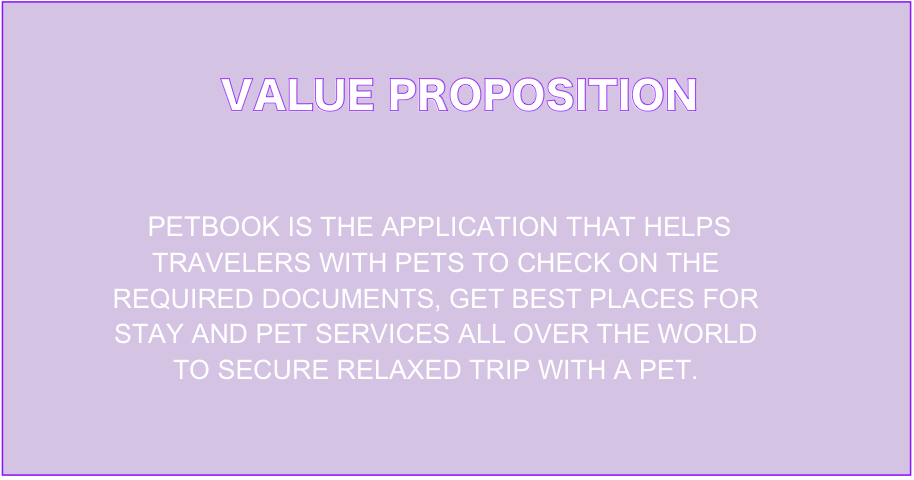 VALUE PROPOSITION
PETBOOK IS THE APPLICATION THAT HELPS
TRAVELERS WITH PETS TO CHECK ON THE
REQUIRED DOCUMENTS, GET BEST PLACES FOR
STAY AND PET SERVICES ALL OVER THE WORLD
TO SECURE RELAXED TRIP WITH A PET.